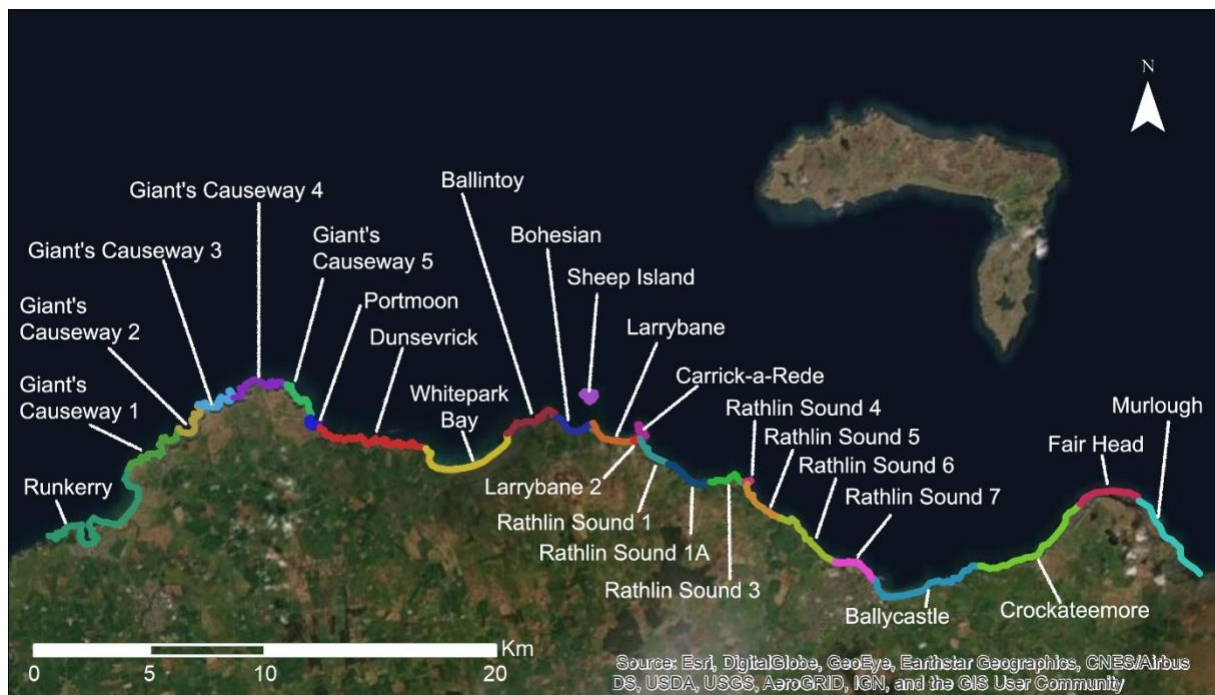 N
Giant's Causeway 4
Ballintoy
Giant's Causeway 3
Giant's
Causeway 5
Bohesian
Sheep Island
Giant's
Causeway 2
Portmoon
Dunsevrick
Larrybane
Giant's
Causeway 1
Whitepark
Bay
Carrick-a-Rede
Rathlin Sound 4
Rathlin Sound 5
Rathlin Sound 6
Rathlin Sound 7
Murlough
Fair Head
Runkerry
Larrybane 2
Rathlin Sound 1
Rathlin Sound 1A
Rathlin Sound 3
Ballycastle
Crockateemore
Km
0 5 10 20
Source: Esri, DigitalGlobe, GeoEye, Earthstar Geographics, CNES/Airbus
DS, USDA, USGS, AeroGRID, IGN, and the GIS User Community